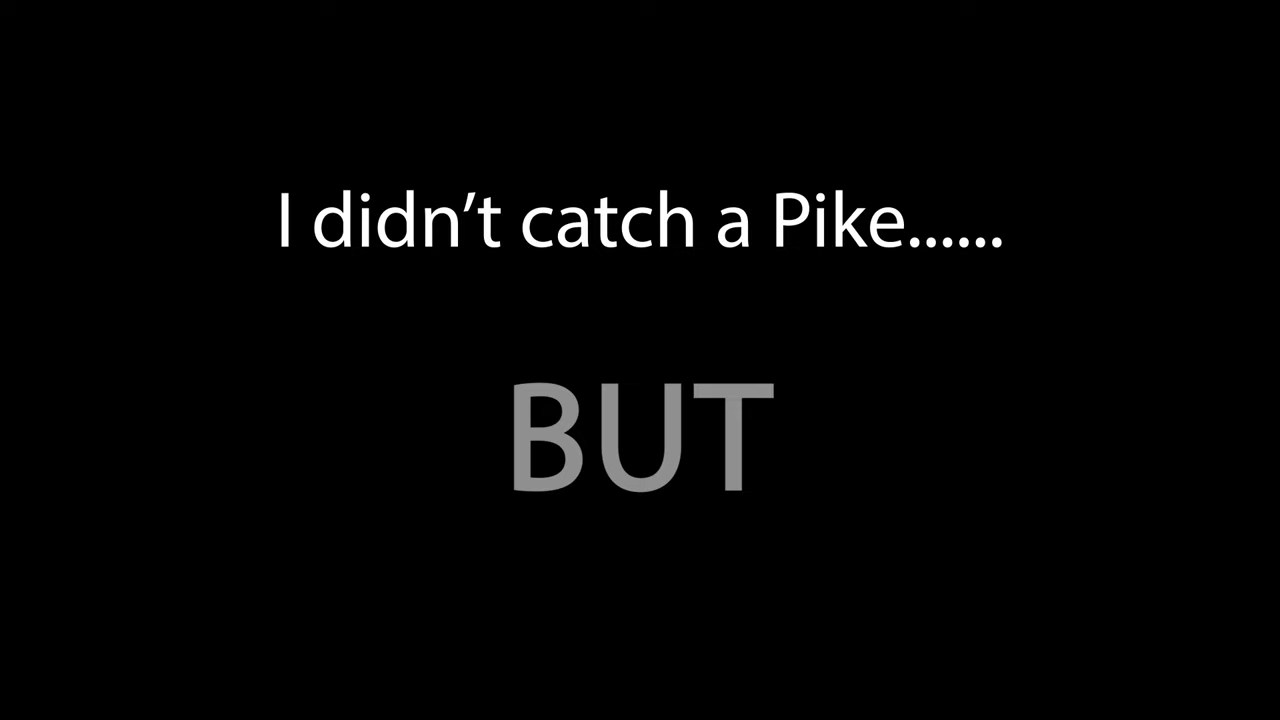 I didn’t catch a Pike......
BUT